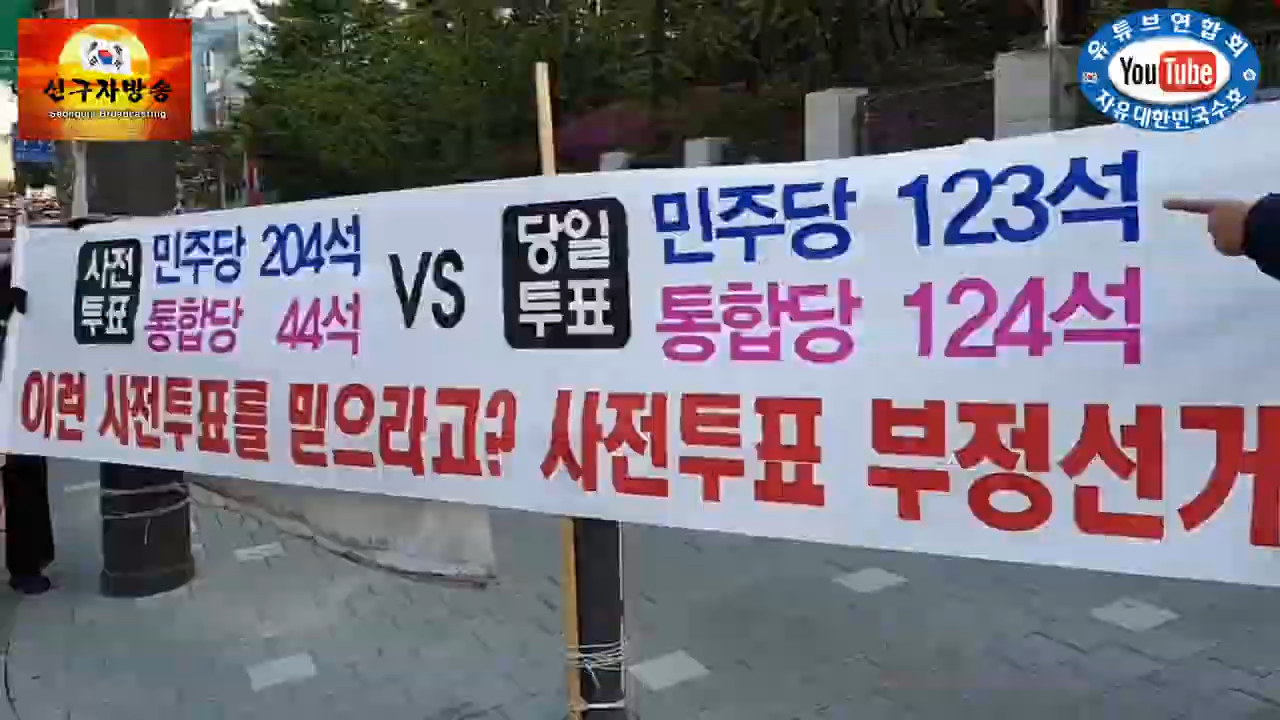 신구자방송
Seonguja Broadcasting
유튜브연합회
YouTube
자유대한민국수호
사전투표 민주당 204석
통합당 44석
VS
당일투표 민주당 123석
통합당 124석
이런 사전투표를 믿으라고? 사전투표 부정선거